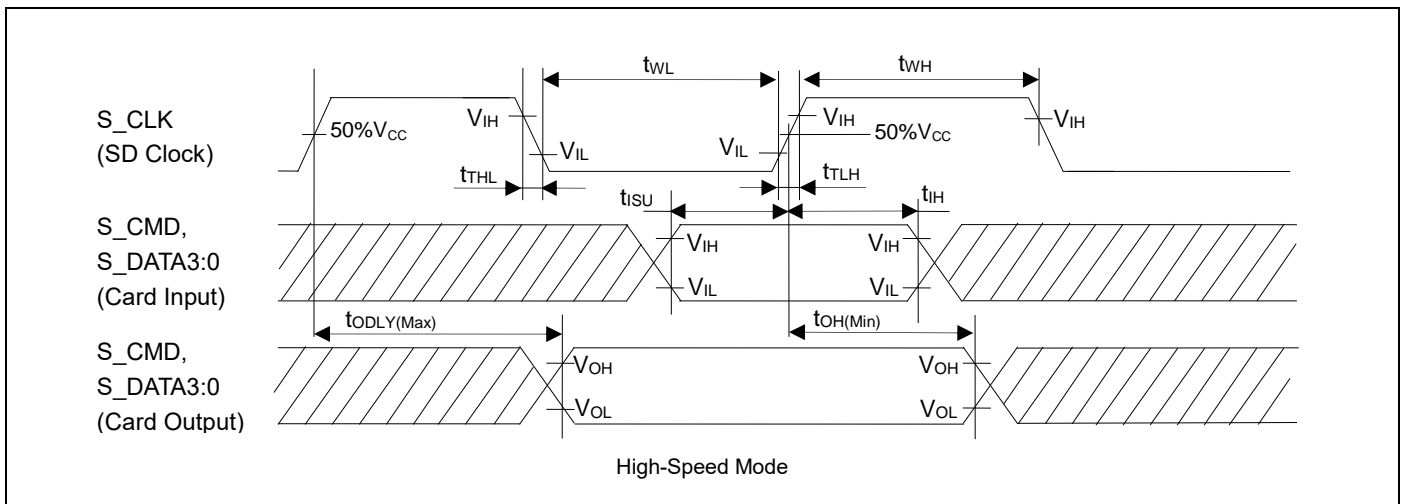 tWL
tWH
S_CLK
(SD Clock)
50%VCC
VIH
VIL
VIL
VIH
50%VCC
VIH
tTHL
tTLH
tISU
tIH
S_CMD,
S_DATA3:0
(Card Input)
VIH
VIL
VIH
VIL
tODLY(Max)
tOH(Min)
S_CMD,
S_DATA3:0
(Card Output)
VOH
VOL
VOH
VOL
High-Speed Mode